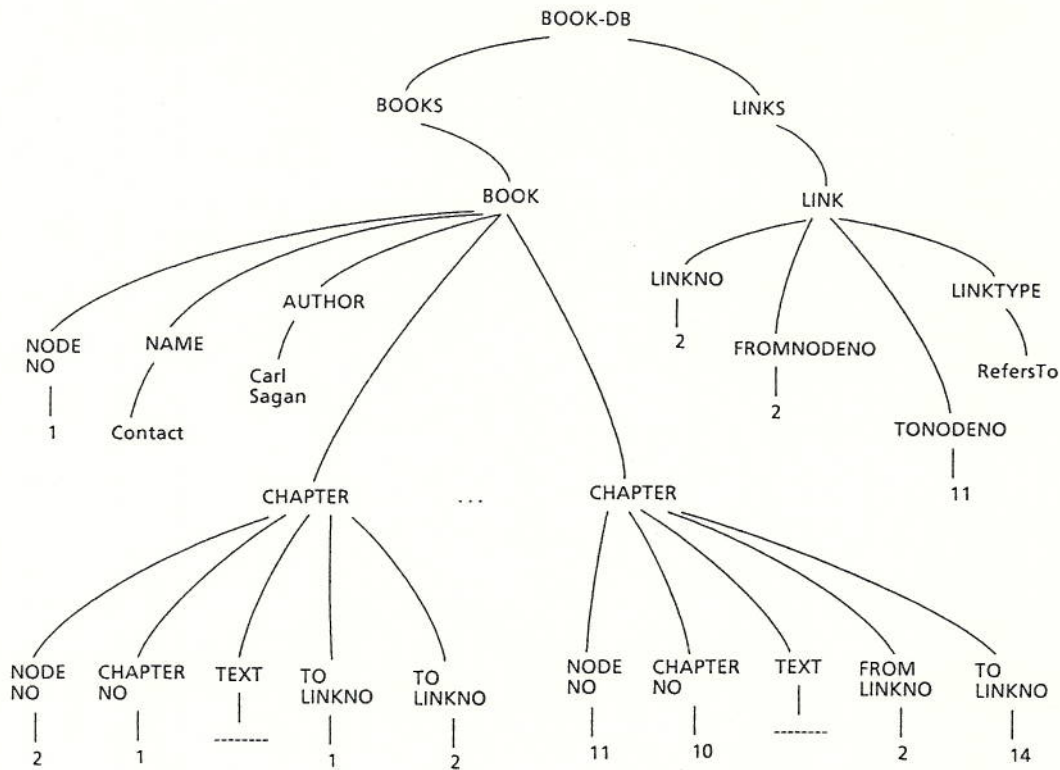 BOOK-DB
BOOKS
LINKS
BOOK
LINK
LINKNO
LINKTYPE
AUTHOR
NODE
NO
NAME
2
FROMNODENO
RefersTo
Carl
Sagan
1
Contact
2
TONODENO
11
CHAPTER
...
CHAPTER
NODE
NO
CHAPTER
NO
TEXT
TO
LINKNO
TO
LINKNO
NODE
NO
CHAPTER
NO
TEXT
FROM
LINKNO
TO
LINKNO
2
1
--------
1
2
11
10
--------
2
14